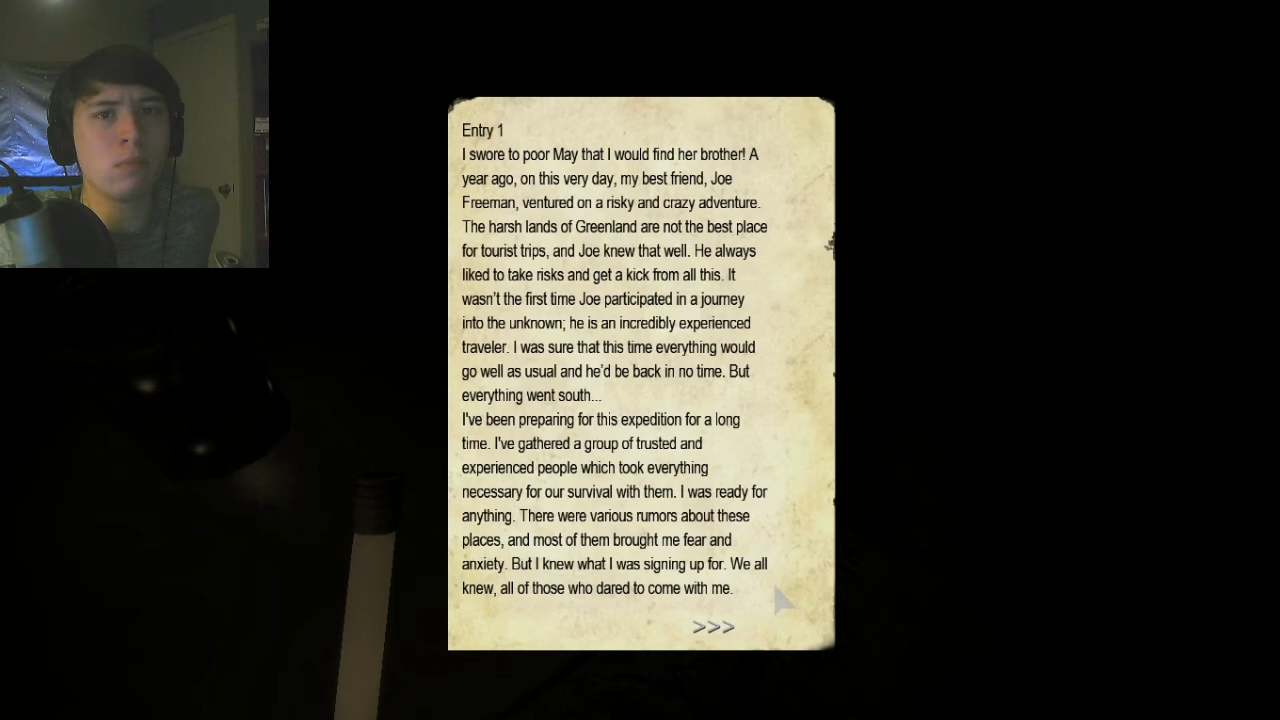 Entry 1
I swore to poor May that I would find her brother! A
year ago, on this very day, my best friend, Joe
Freeman, ventured on a risky and crazy adventure.
The harsh lands of Greenland are not the best place
for tourist trips, and Joe knew that well. He always
liked to take risks and get a kick from all this. It
wasn't the first time Joe participated in a journey
into the unknown; he is an incredibly experienced
traveler. I was sure that this time everything would
go well as usual and he'd be back in no time. But
everything went south...
I've been preparing for this expedition for a long
time. I've gathered a group of trusted and
experienced people which took everything
necessary for our survival with them. I was ready for
anything. There were various rumors about these
places, and most of them brought me fear and
anxiety. But I knew what I was signing up for. We all
knew, all of those who dared to come with me.
>>>